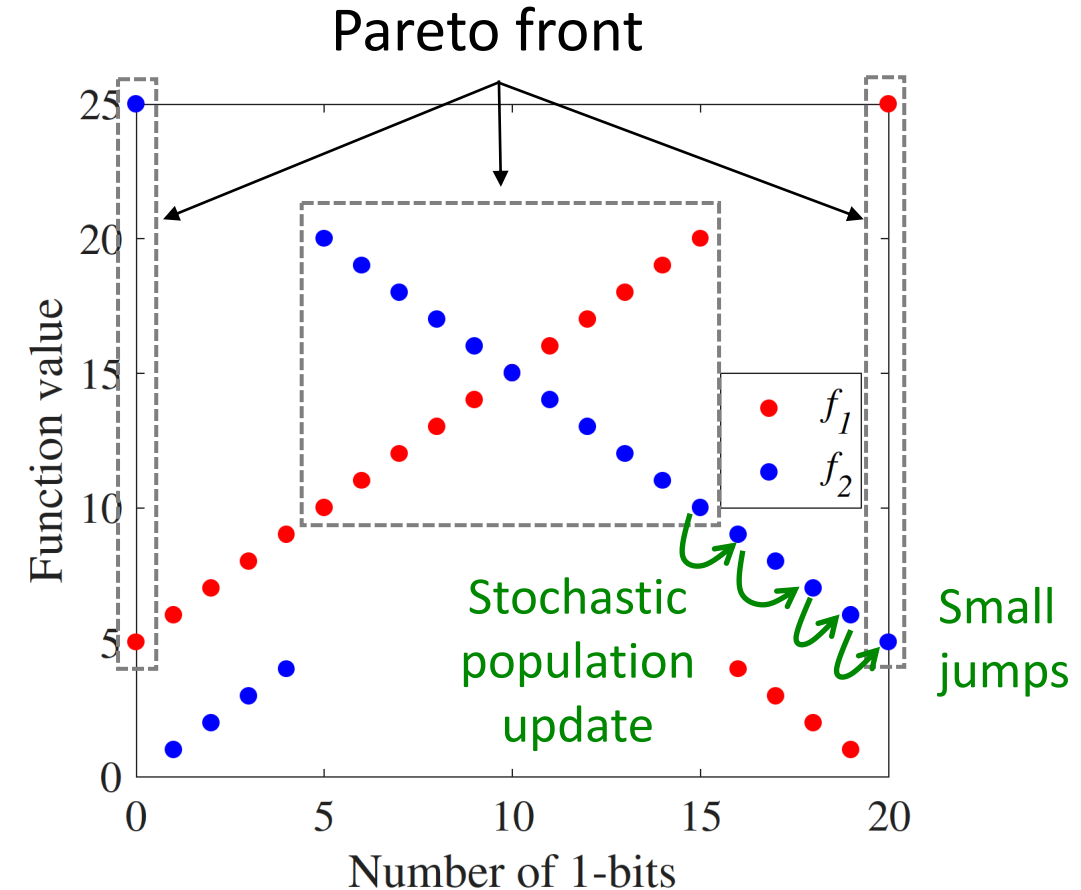 Pareto front
25
20
15
10
5
0
Function value
f1
f2
Stochastic
population
update
Small
jumps
0 5 10 15 20
Number of 1-bits